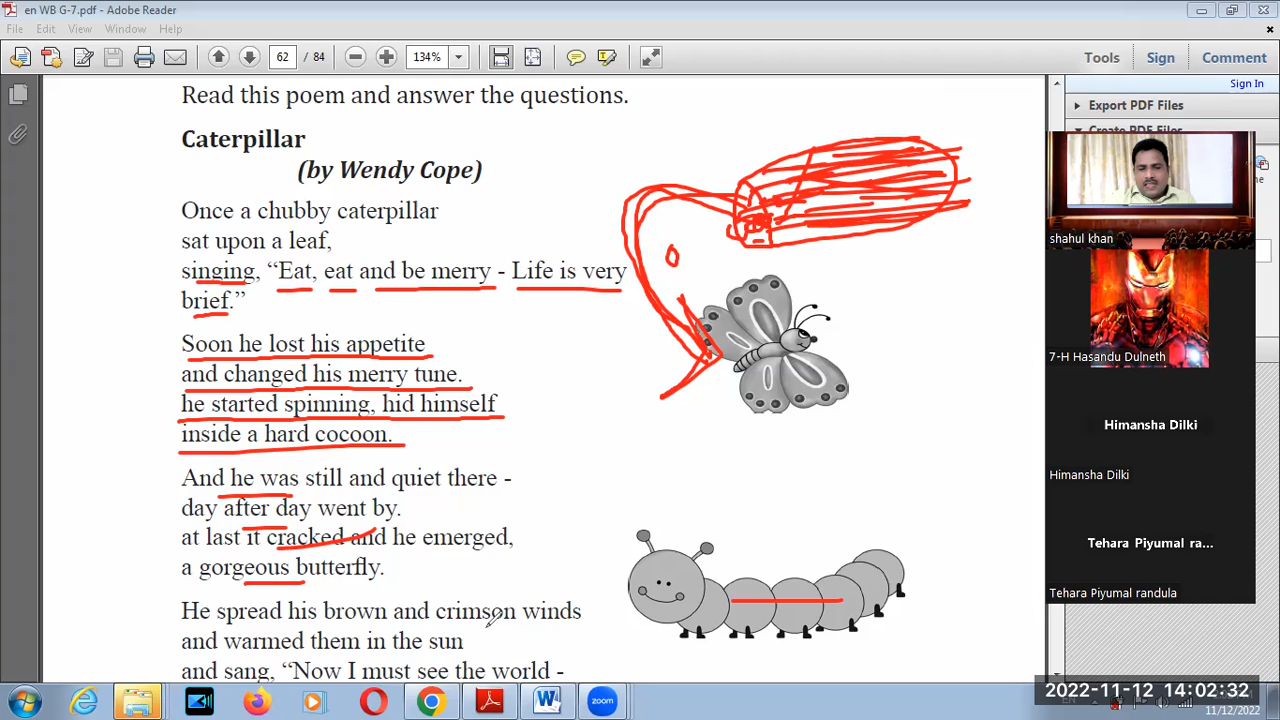 en WB G-7.pdf - Adobe Reader
File Edit View Window Help
62 / 84 134% Tools Sign Comment
Sign In
Export PDF Files
Create PDF Files
Read this poem and answer the questions.
Caterpillar
(by Wendy Cope)
Once a chubby caterpillar
sat upon a leaf,
singing, “Eat, eat and be merry - Life is very
brief.”
Soon he lost his appetite
and changed his merry tune.
he started spinning, hid himself
inside a hard cocoon.
And he was still and quiet there -
day after day went by.
at last it cracked and he emerged,
a gorgeous butterfly.
He spread his brown and crimson winds
and warmed them in the sun
and sang, “Now I must see the world -
shahul khan
7-H Hasandu Dulneth
Himansha Dilki
Himansha Dilki
Tehara Piyumal ra...
Tehara Piyumal randula
2022-11-12 14:02:32
11/12/2022
zoom